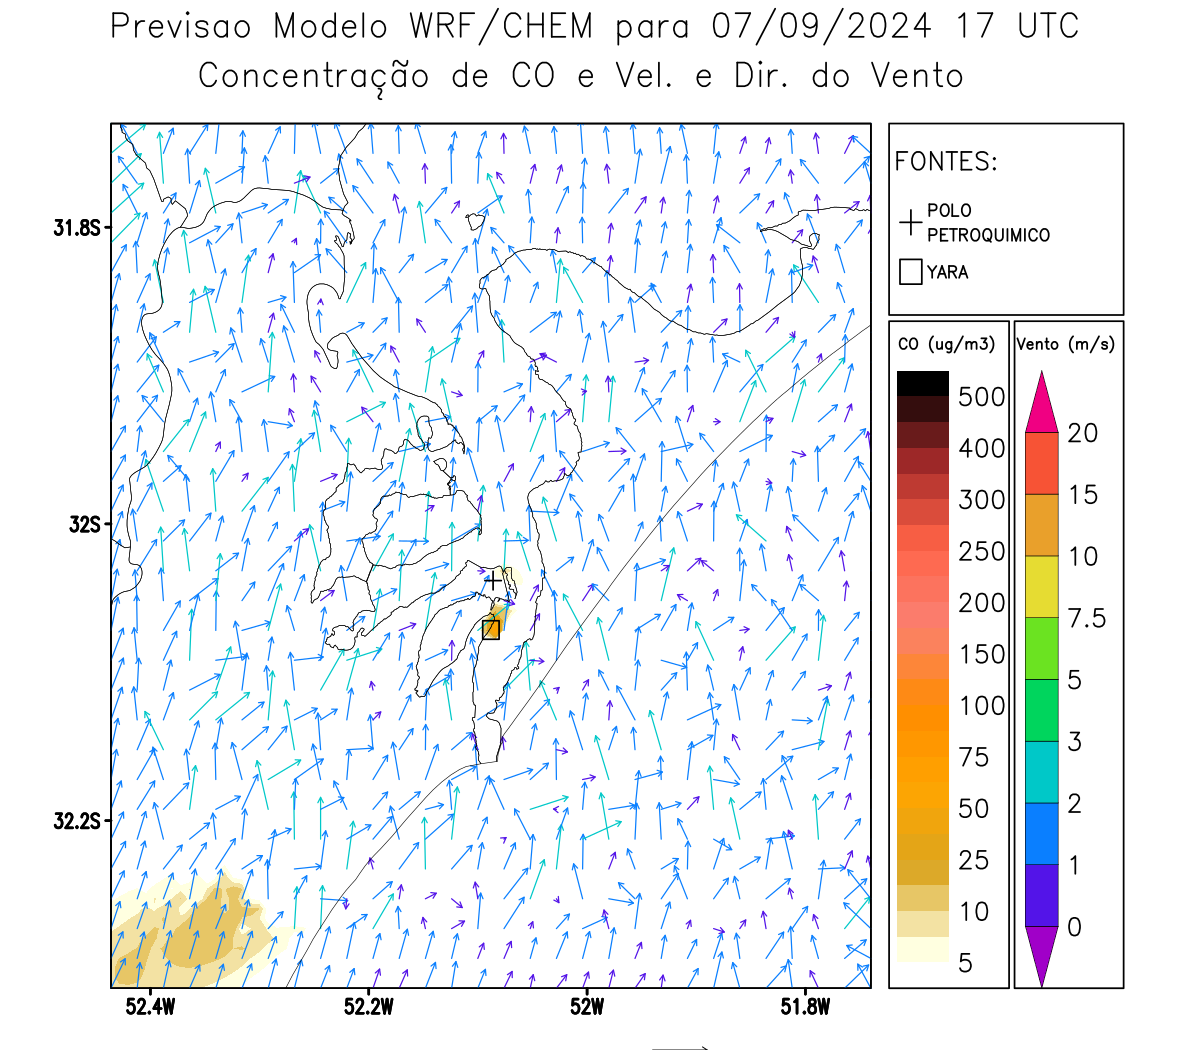 Previsao Modelo WRF/CHEM para 07/09/2024 17 UTC
Concentração de CO e Vel. e Dir. do Vento
FONTES:
POLO
PETROQUIMICO
YARA
CO (ug/m3)
500
400
300
250
200
150
100
75
50
25
10
5
Vento (m/s)
20
15
10
7.5
5
3
2
1
0
31.8S
32S
32.2S
52.4W
52.2W
52W
51.8W